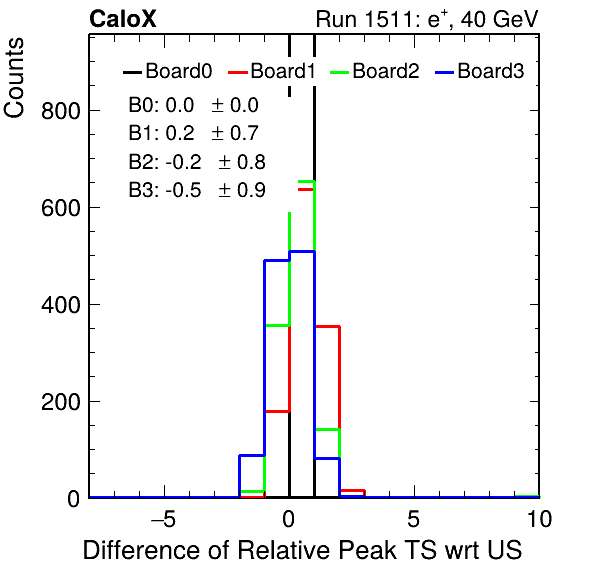 CaloX Run 1511: e⁺, 40 GeV
Counts
Board0 Board1 Board2 Board3
B0: 0.0 ± 0.0
B1: 0.2 ± 0.7
B2: -0.2 ± 0.8
B3: -0.5 ± 0.9
800
600
400
200
0
−5 0 5 10
Difference of Relative Peak TS wrt US